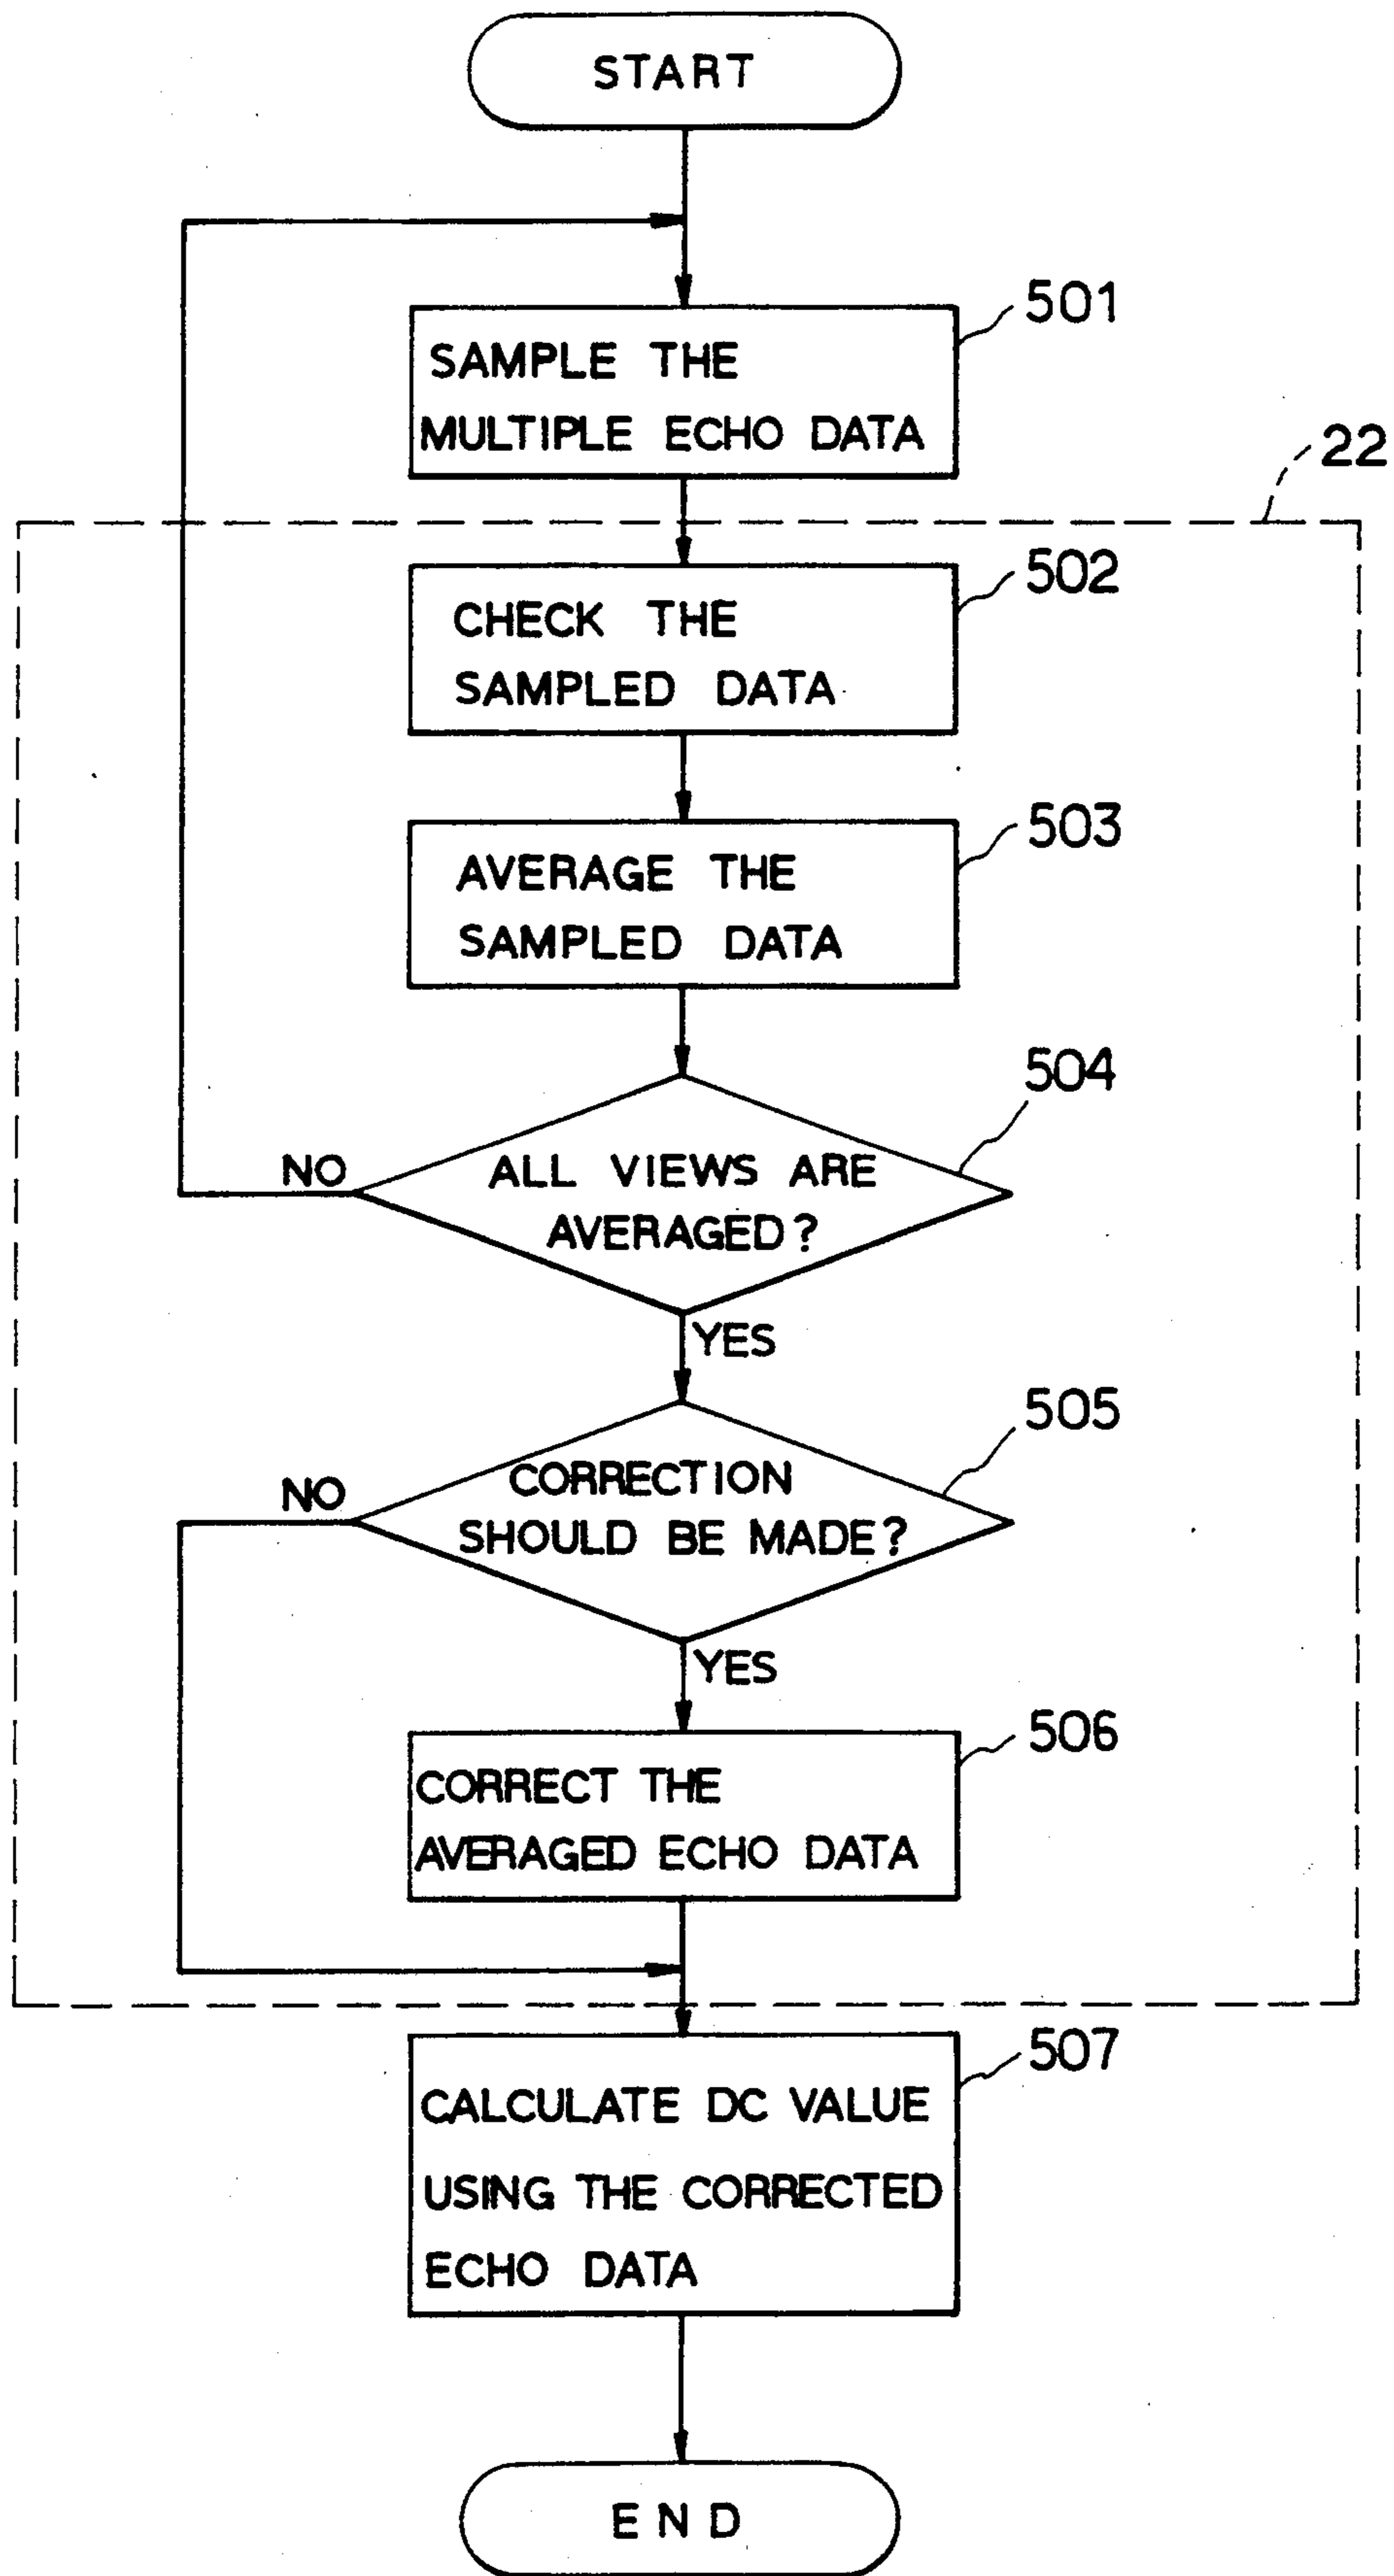 START
501
SAMPLE THE
MULTIPLE ECHO DATA
22
502
CHECK THE
SAMPLED DATA
503
AVERAGE THE
SAMPLED DATA
504
ALL VIEWS ARE
AVERAGED?
NO
YES
505
CORRECTION
SHOULD BE MADE?
NO
YES
506
CORRECT THE
AVERAGED ECHO DATA
507
CALCULATE DC VALUE
USING THE CORRECTED
ECHO DATA
END